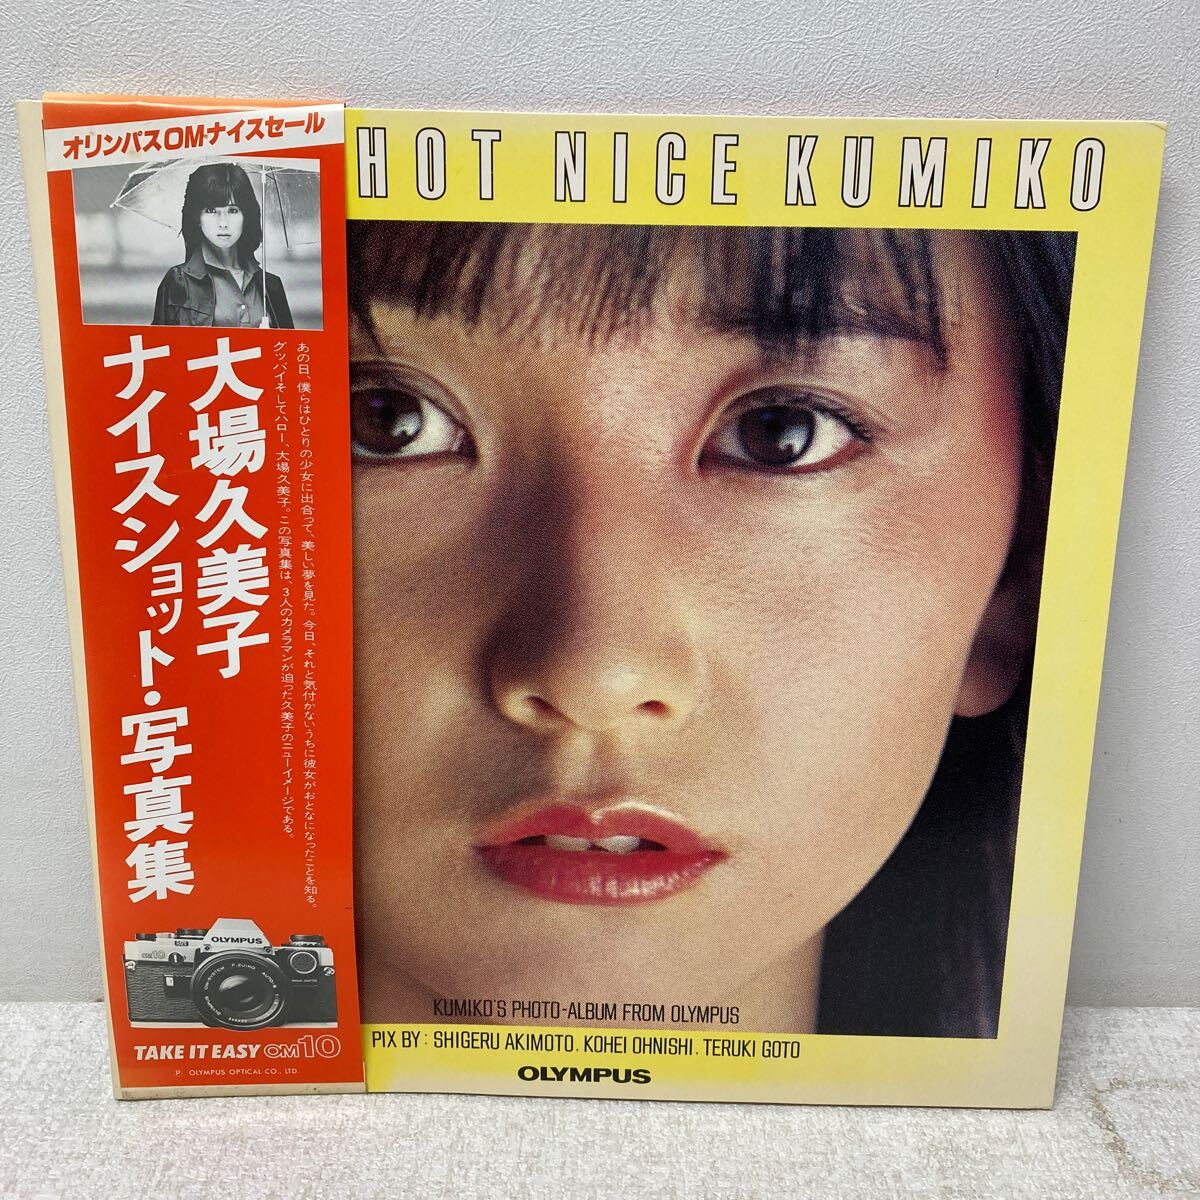 オリンパスOMナイスセール
大場久美子
ナイスショット・写真集
あの日、僕らはひとりの少女に出合って、美しい夢を見た。今日、それと気付かないうちに彼女がおとなになったことを知る。
グッバイそしてハロー、大場久美子。この写真集は、3人のカメラマンが迫った久美子のニューイメージである。
OLYMPUS
OM10
TAKE IT EASY OM10
P. OLYMPUS OPTICAL CO., LTD.
HOT NICE KUMIKO
KUMIKO'S PHOTO-ALBUM FROM OLYMPUS
PIX BY: SHIGERU AKIMOTO. KOHEI OHNISHI. TERUKI GOTO
OLYMPUS